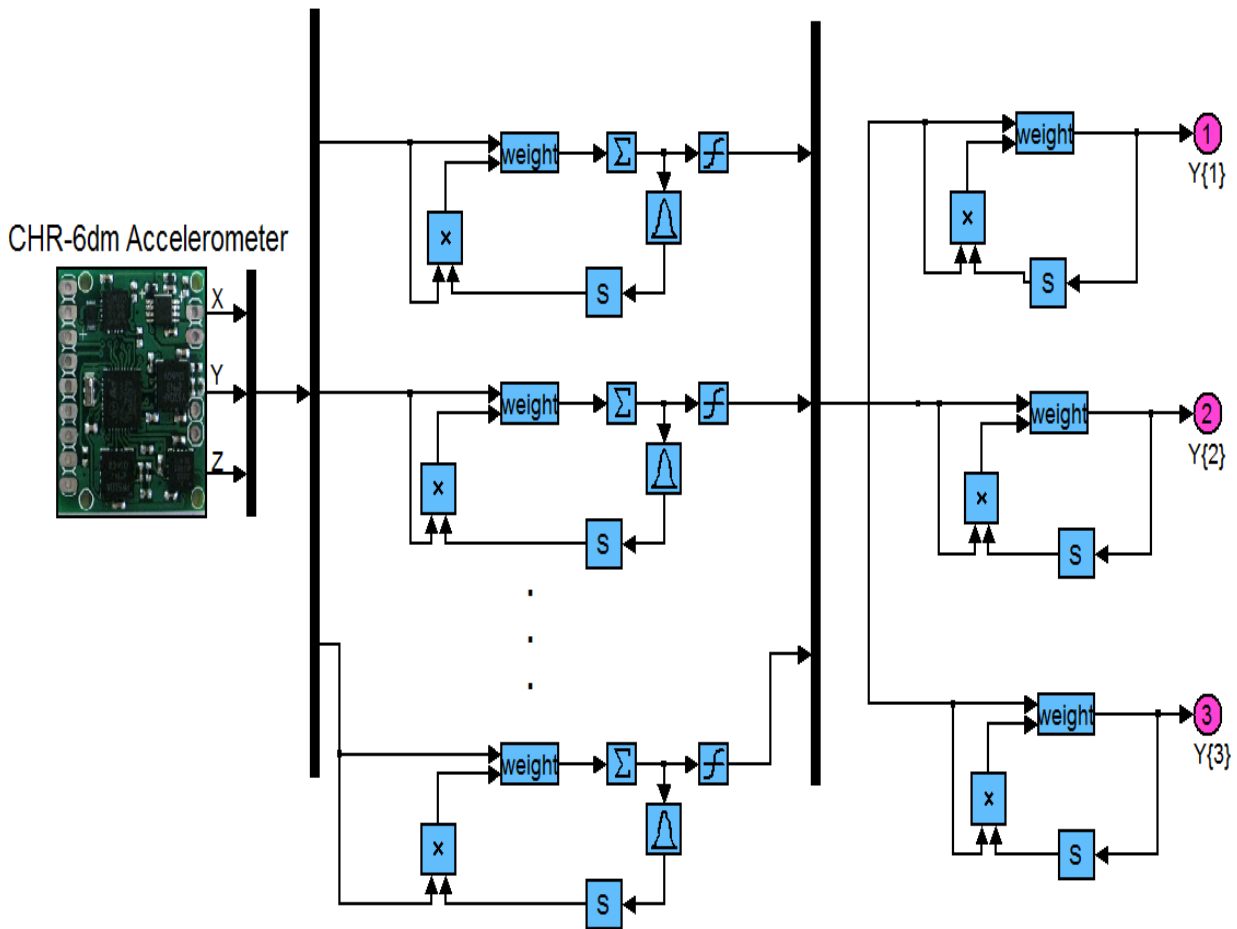 CHR-6dm Accelerometer
X
Y
Z
weight
Σ
×
S
weight
Σ
×
S
.
.
.
weight
Σ
×
S
weight
1
Y{1}
×
S
weight
2
Y{2}
×
S
weight
3
Y{3}
×
S